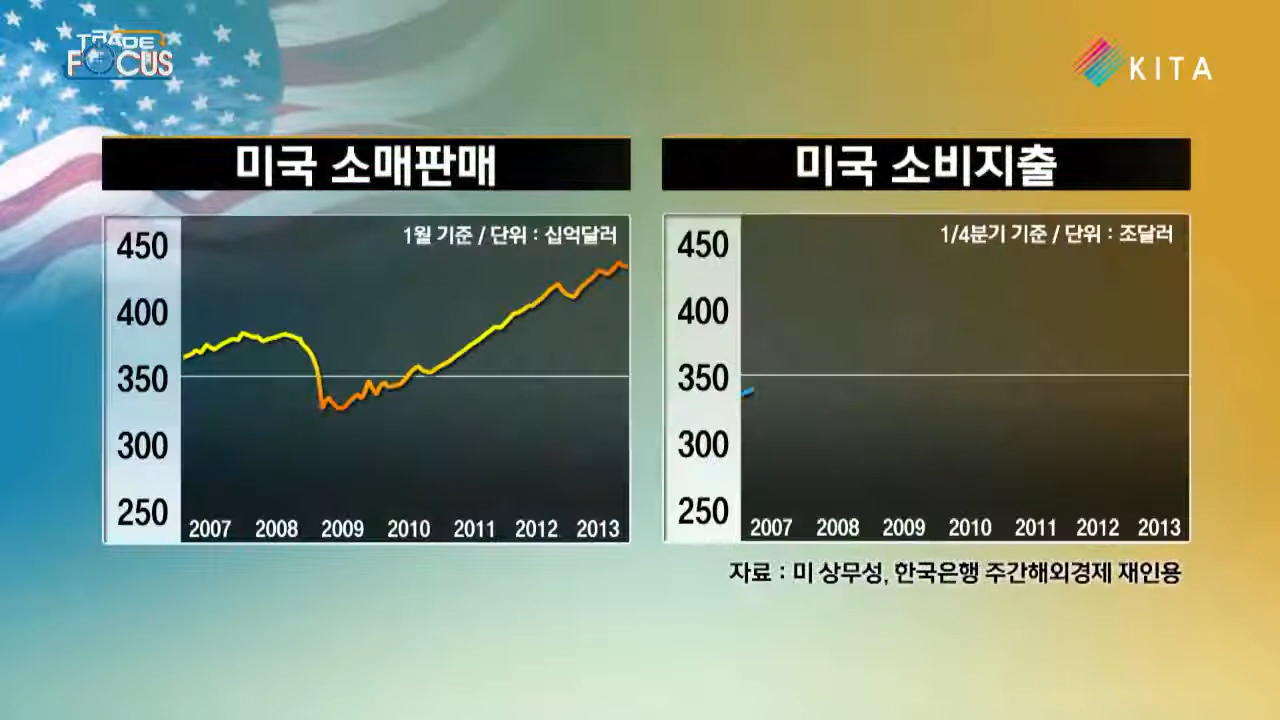 TRADE
FOCUS
KITA
미국 소매판매
1월 기준 / 단위 : 십억달러
450
400
350
300
250
2007 2008 2009 2010 2011 2012 2013
미국 소비지출
1/4분기 기준 / 단위 : 조달러
450
400
350
300
250
2007 2008 2009 2010 2011 2012 2013
자료 : 미 상무성, 한국은행 주간해외경제 재인용